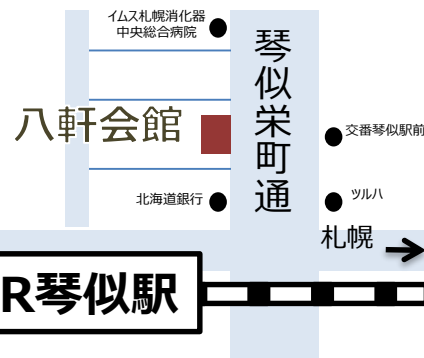 イムス札幌消化器
中央総合病院
琴似栄町通
八軒会館
交番琴似駅前
北海道銀行
ツルハ
札幌
R琴似駅